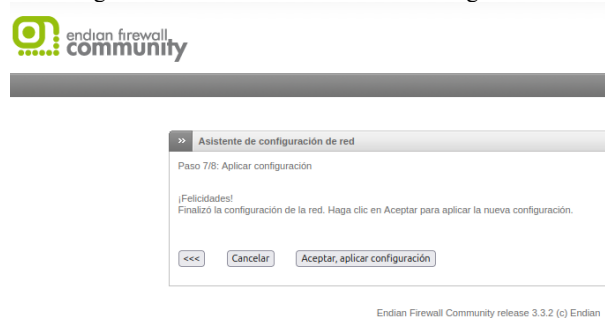 endian firewall
community
>> Asistente de configuración de red
Paso 7/8: Aplicar configuración
¡Felicidades!
Finalizó la configuración de la red. Haga clic en Aceptar para aplicar la nueva configuración.
<<< Cancelar Aceptar, aplicar configuración
Endian Firewall Community release 3.3.2 (c) Endian